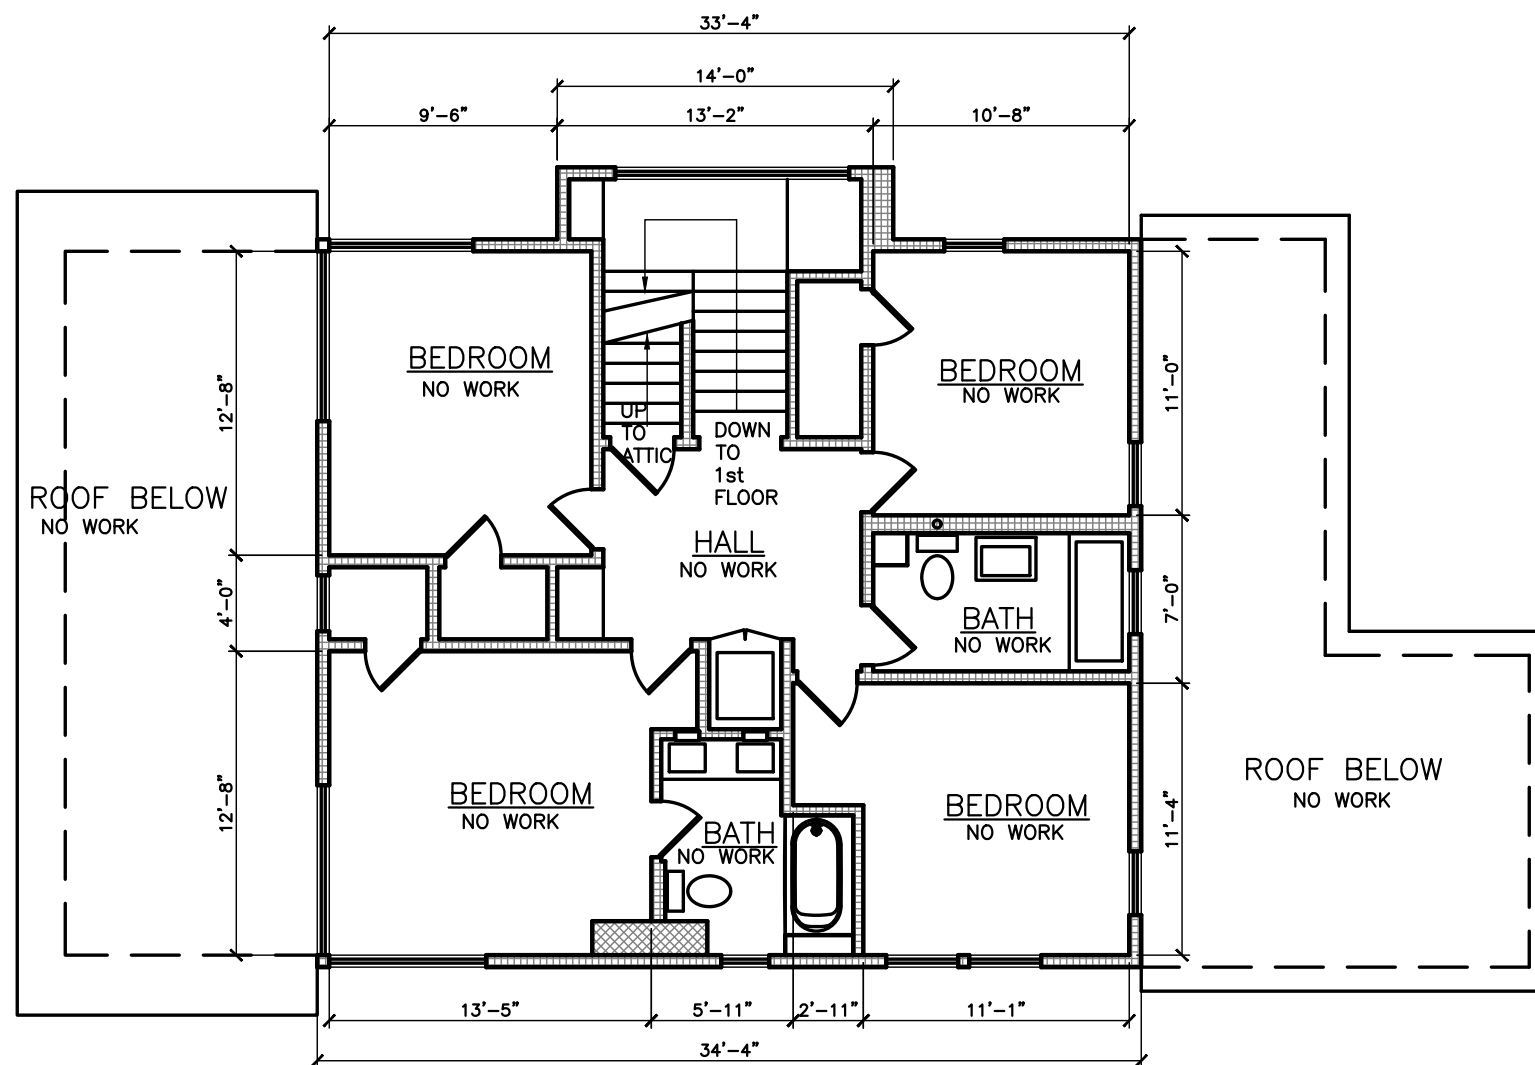 33'-4"
14'-0"
9'-6"
13'-2"
10'-8"
BEDROOM
NO WORK
BEDROOM
NO WORK
12'-8"
11'-0"
UP
TO
ATTIC
DOWN
TO
1st
FLOOR
ROOF BELOW
NO WORK
HALL
NO WORK
4'-0"
7'-0"
BATH
NO WORK
BEDROOM
NO WORK
BATH
NO WORK
BEDROOM
NO WORK
ROOF BELOW
NO WORK
12'-8"
11'-4"
13'-5"
5'-11"
2'-11"
11'-1"
34'-4"